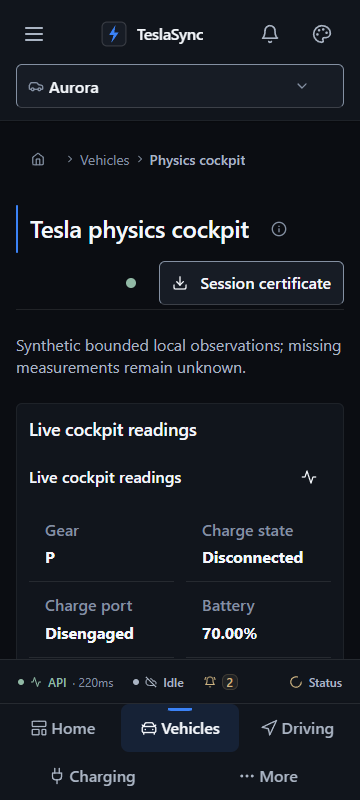 TeslaSync
Aurora
Vehicles
Physics cockpit
Tesla physics cockpit
Session certificate
Synthetic bounded local observations; missing
measurements remain unknown.
Live cockpit readings
Live cockpit readings
Gear
P
Charge state
Disconnected
Charge port
Disengaged
Battery
70.00%
API · 220ms
Idle
2
Status
Home
Vehicles
Driving
Charging
More